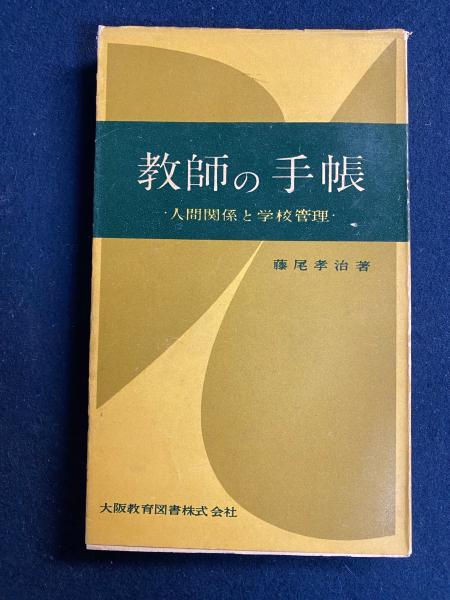 教師の手帳
·人間関係と学校管理·
藤尾孝治著
大阪教育図書株式会社